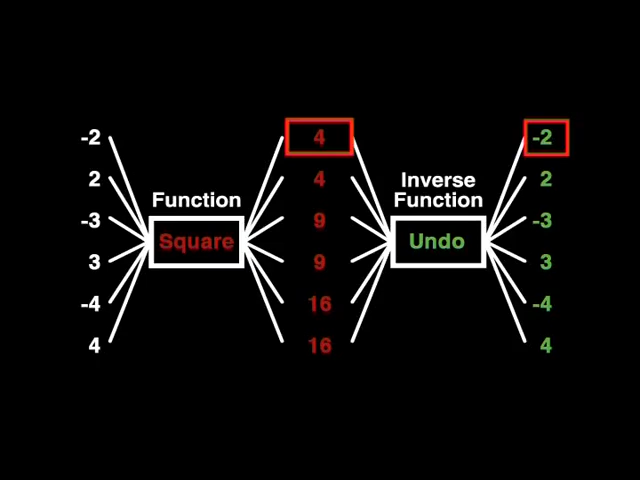 -2 4 -2
2 4 2
Function Inverse Function
-3 9 -3
Square Undo
3 9 3
-4 16 -4
4 16 4